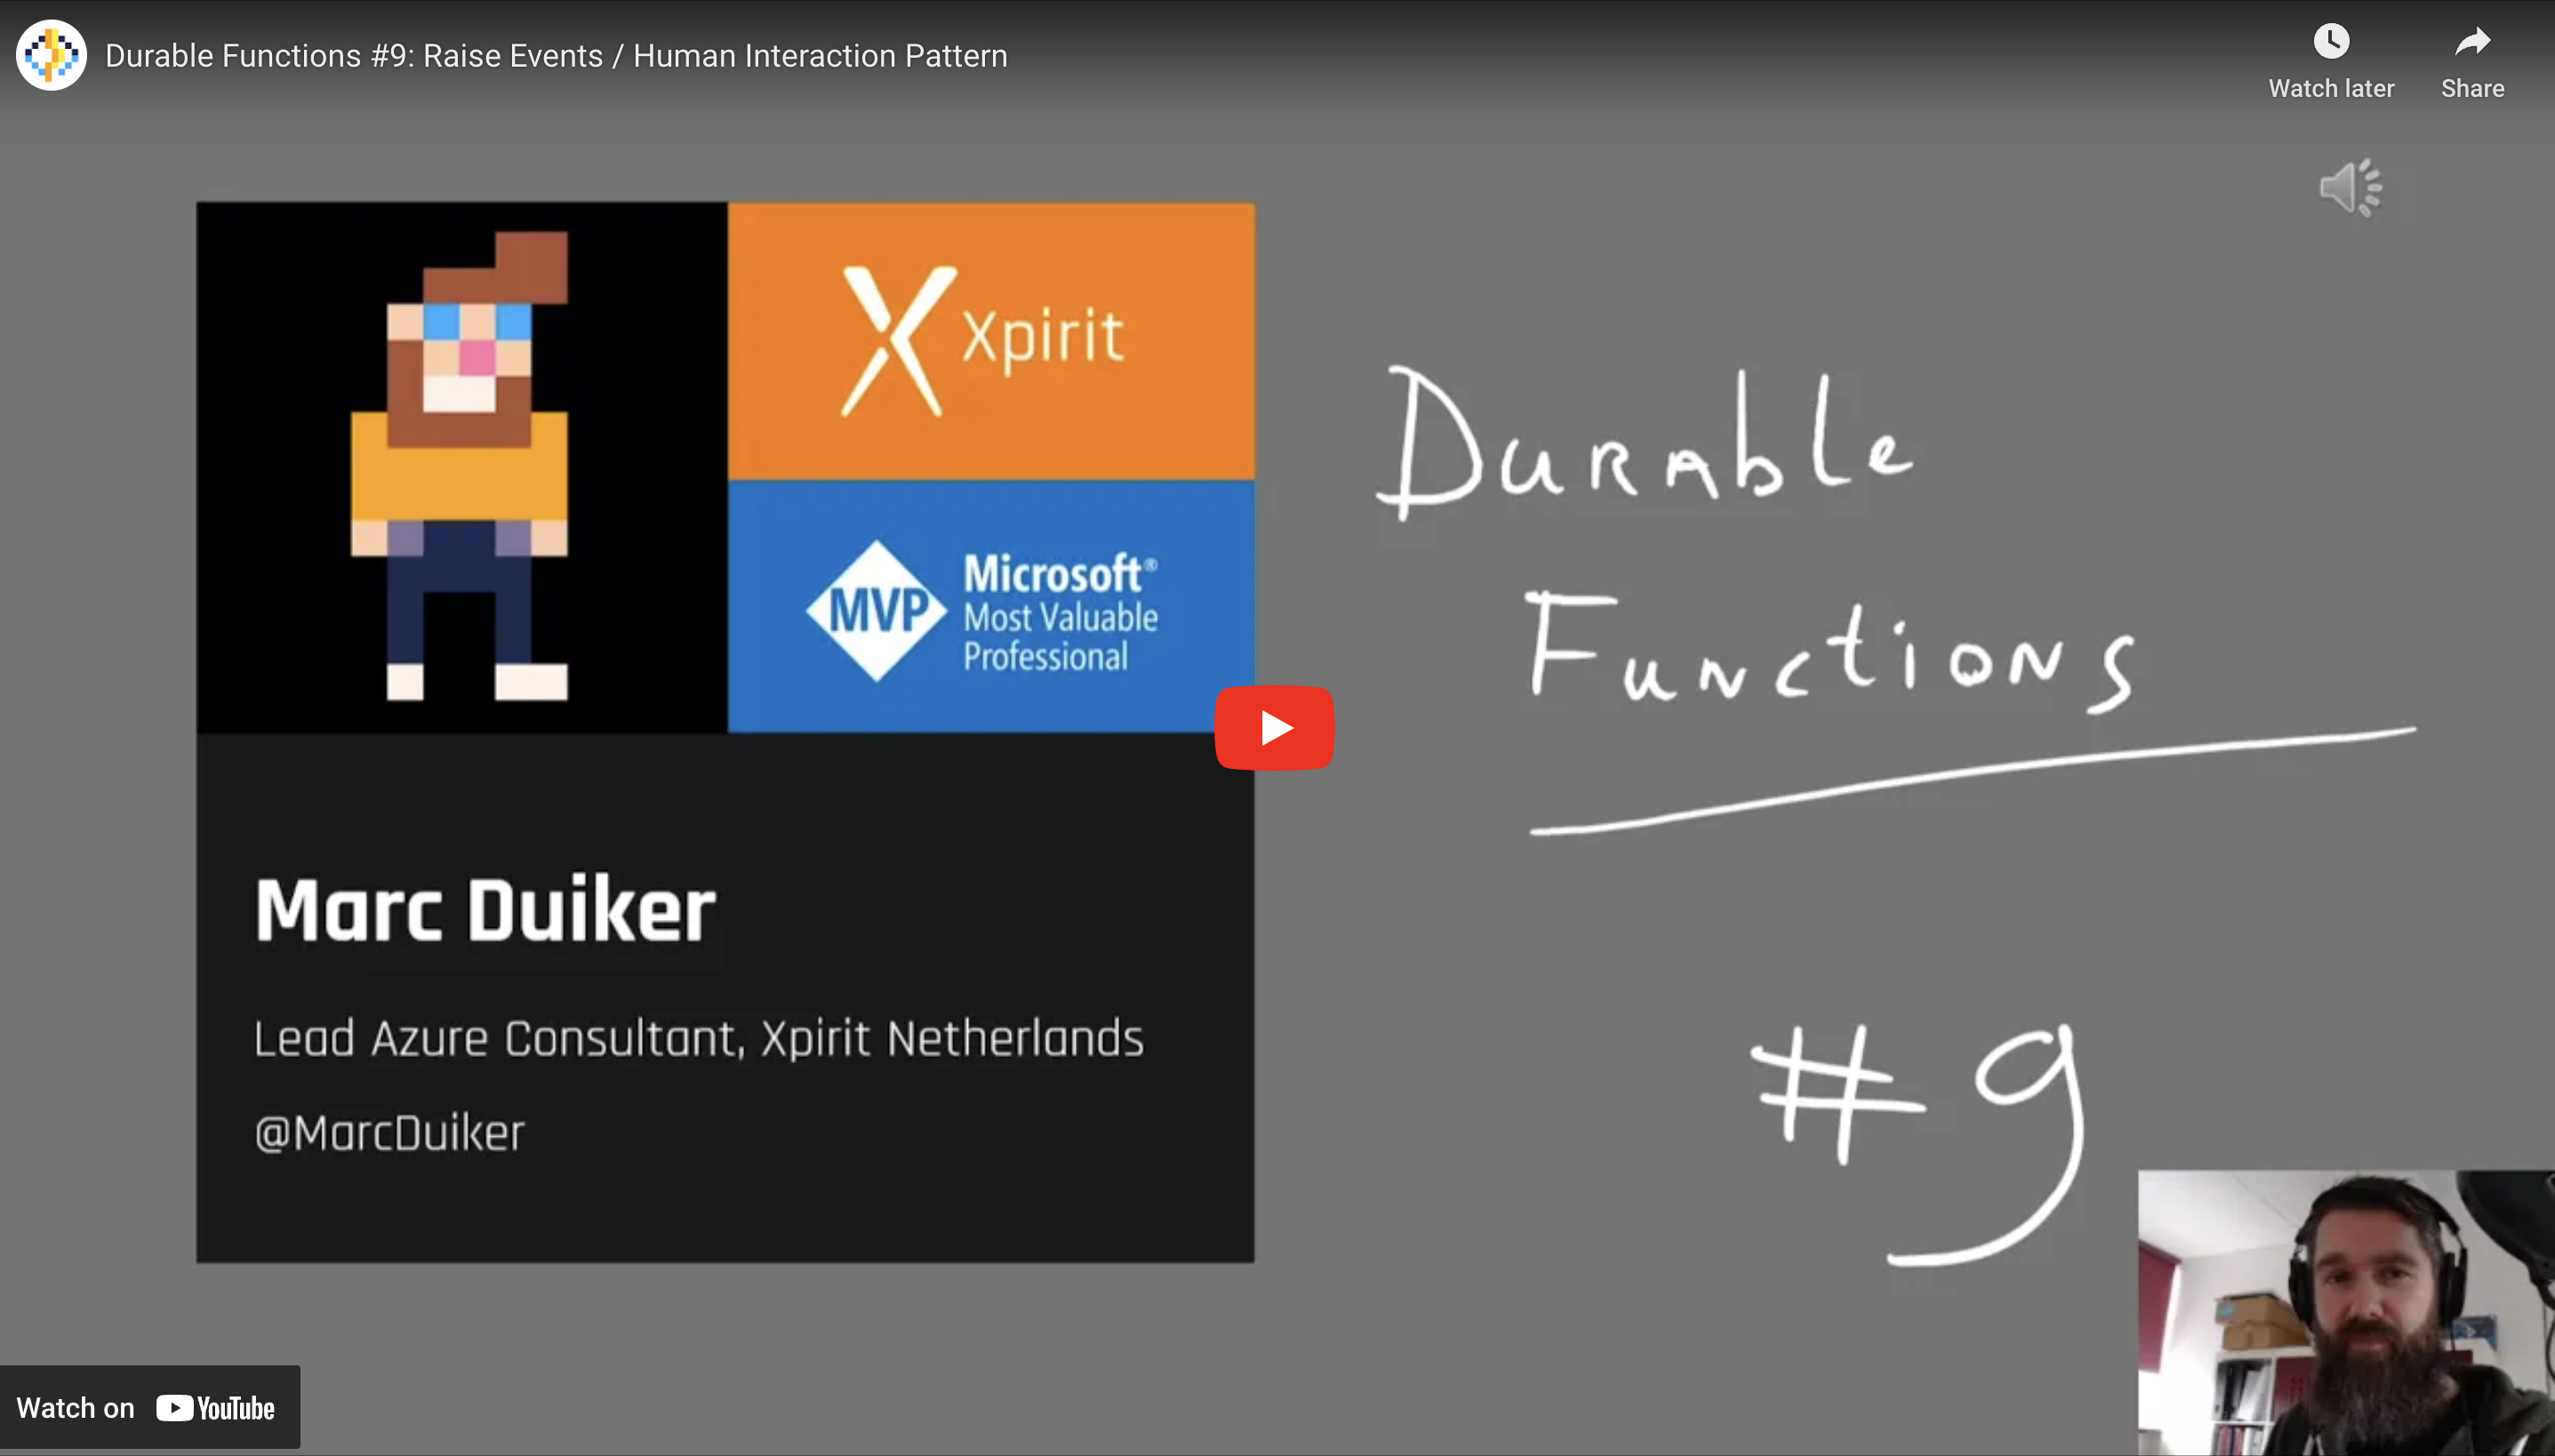 Durable Functions #9: Raise Events / Human Interaction Pattern
Watch later
Share
Xpirit
MVP
Microsoft®
Most Valuable
Professional
Marc Duiker
Lead Azure Consultant, Xpirit Netherlands
@MarcDuiker
Durable
Functions
#9
Watch on YouTube